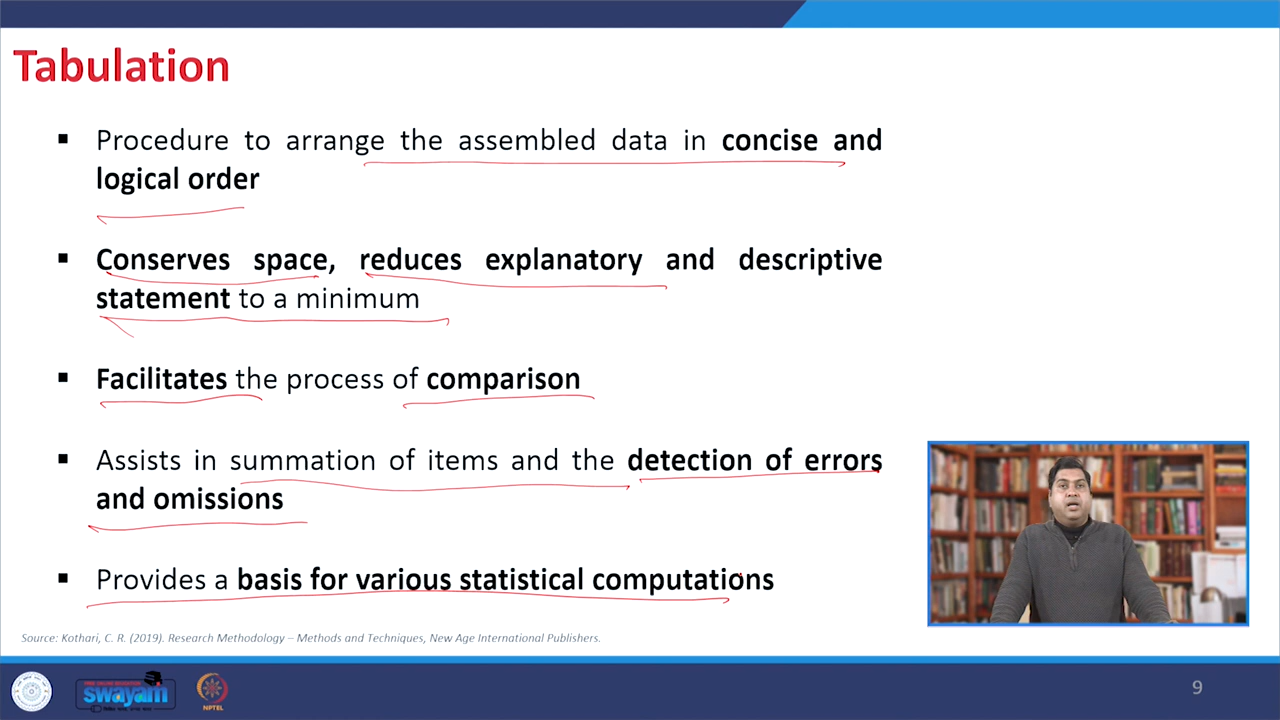 Tabulation
▪ Procedure to arrange the assembled data in concise and
logical order
▪ Conserves space, reduces explanatory and descriptive
statement to a minimum
▪ Facilitates the process of comparison
▪ Assists in summation of items and the detection of errors
and omissions
▪ Provides a basis for various statistical computations
Source: Kothari, C. R. (2019). Research Methodology – Methods and Techniques, New Age International Publishers.
swayam
NPTEL
9